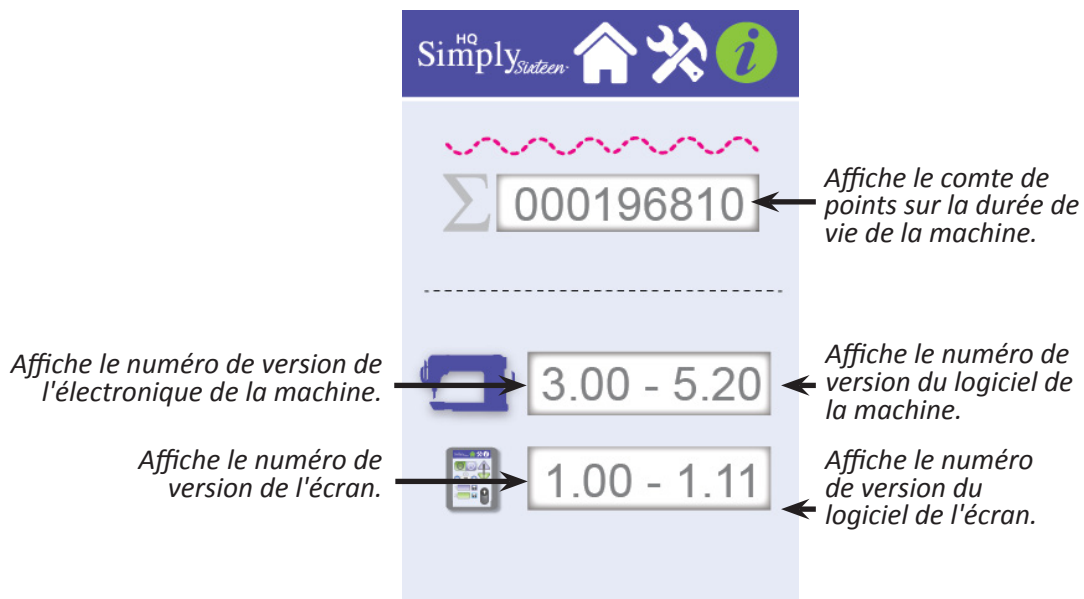 HQ
Simply Sixteen
i
Σ 000196810
Affiche le comte de
points sur la durée de
vie de la machine.
Affiche le numéro de version de
l'électronique de la machine.
3.00 - 5.20
Affiche le numéro de
version du logiciel de
la machine.
Affiche le numéro de
version de l'écran.
1.00 - 1.11
Affiche le numéro
de version du
logiciel de l'écran.